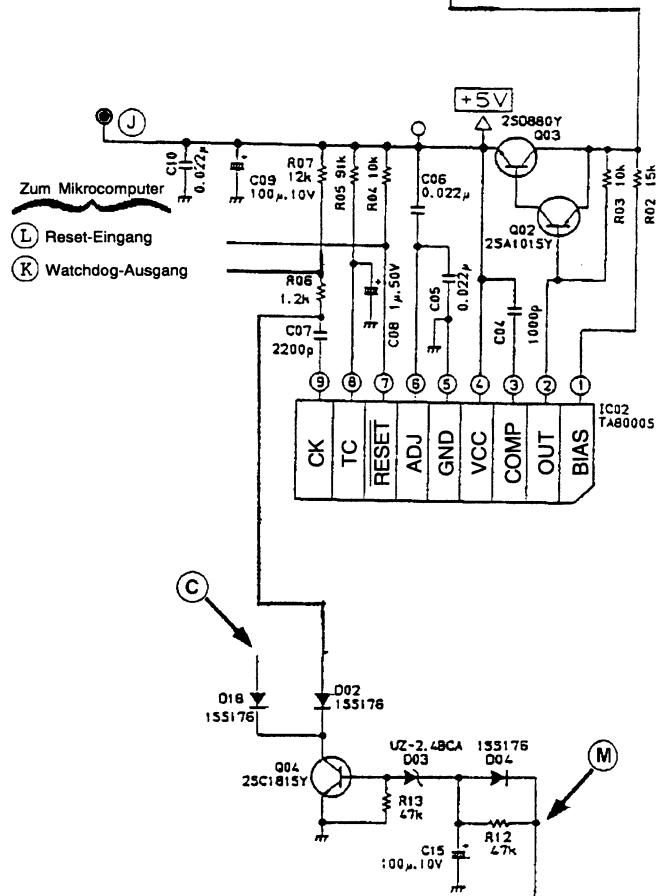 J
+5V
2SD880Y
Q03
C10
0.022μ
+
C09
100μ.10V
R07
12k
R05 91k
R04 10k
C06
0.022μ
Q02
2SA1015Y
R03 10k
R02 15k
Zum Mikrocomputer
L Reset-Eingang
K Watchdog-Ausgang
R06
1.2k
C07
2200p
+
1μ.50V
C08
C05
0.022μ
C04
1000p
9 8 7 6 5 4 3 2 1
IC02
TA8000S
CK TC RESET ADJ GND VCC COMP OUT BIAS
C
D18
1SS176
D02
1SS176
Q04
2SC1815Y
UZ-2.4BCA
D03
1SS176
D04
M
R13
47k
R12
47k
C15
+
100μ.10V